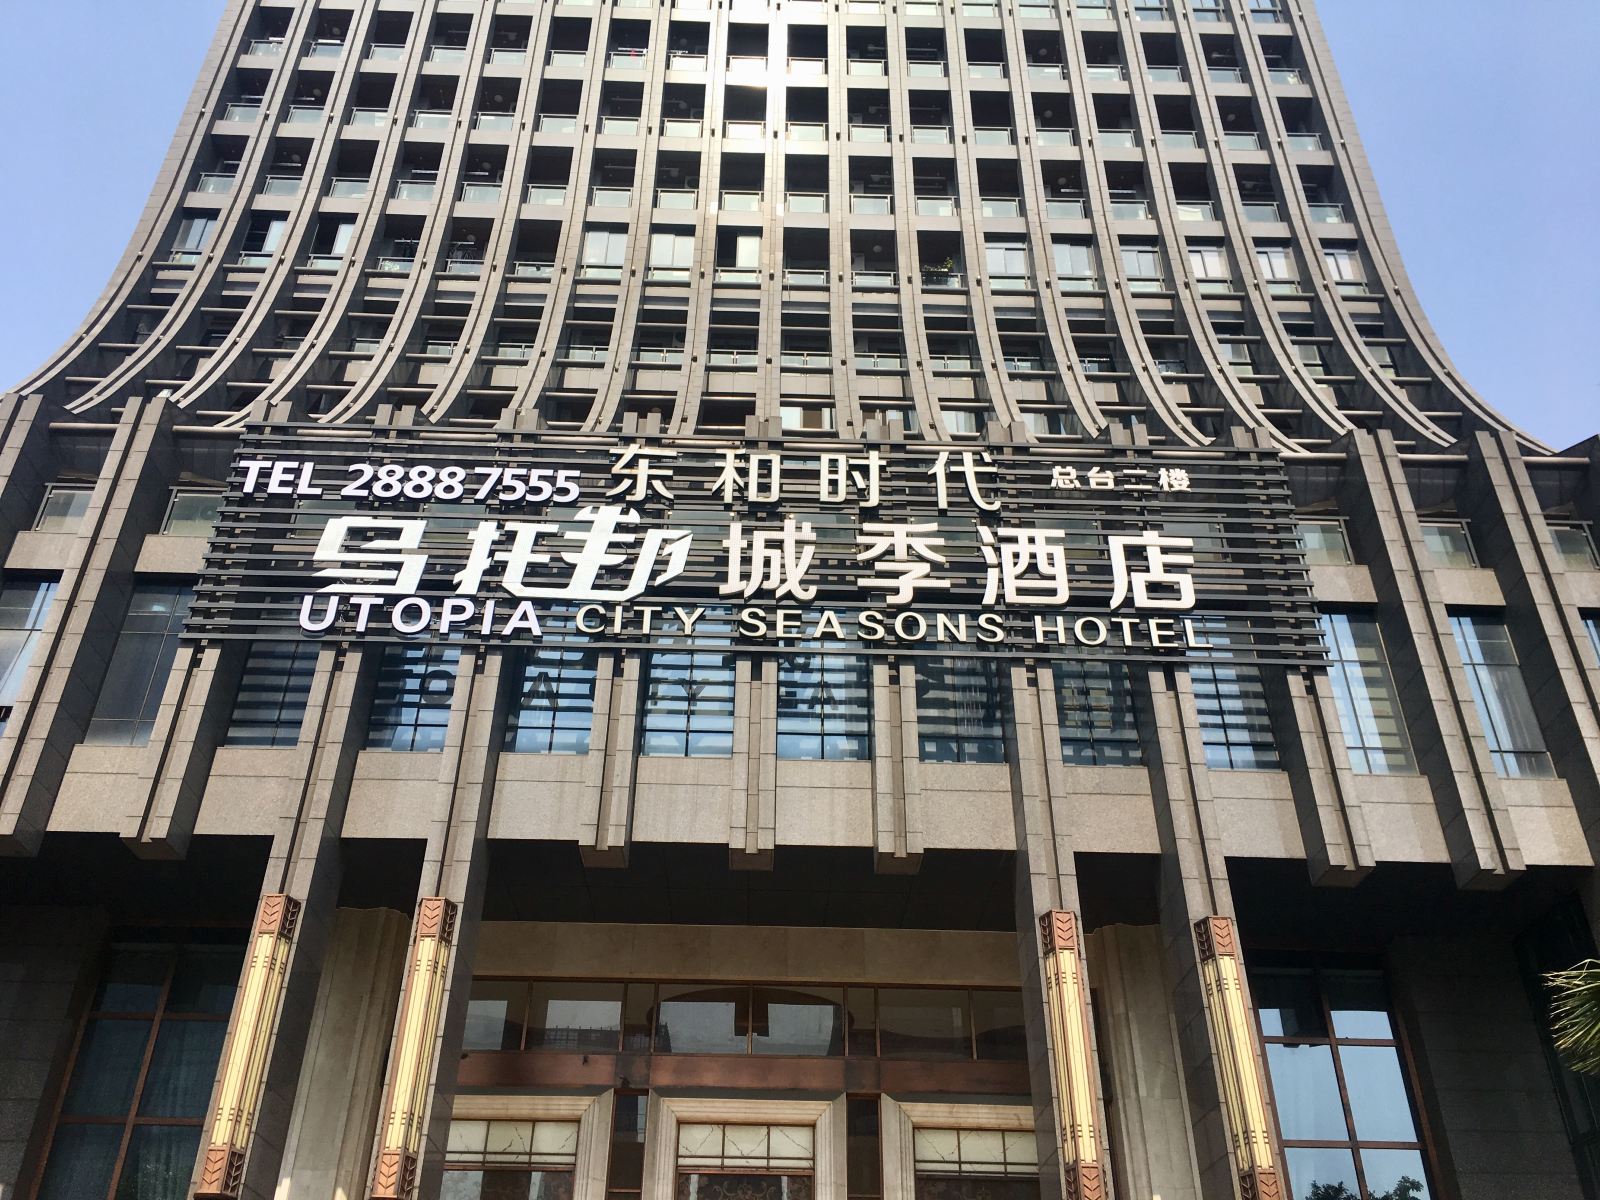 TEL 28887555 东和时代 总台二楼
乌托邦 城季酒店
UTOPIA CITY SEASONS HOTEL